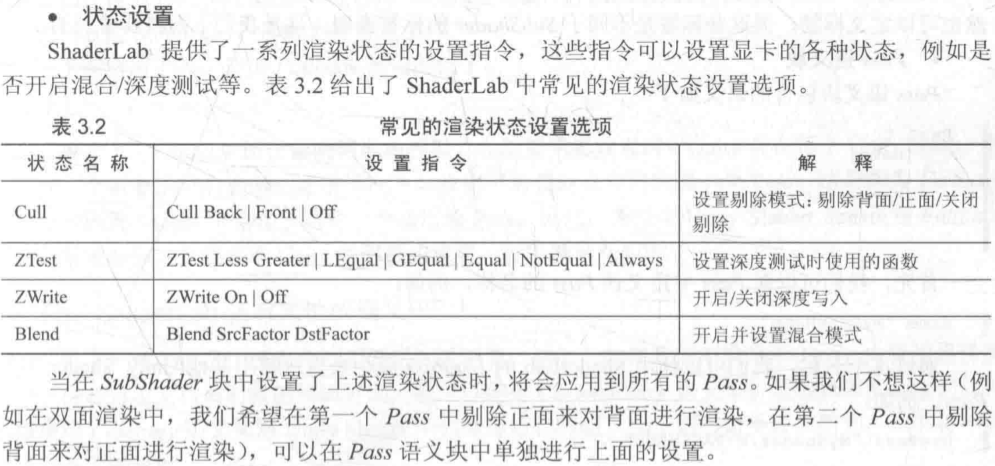 • 状态设置
ShaderLab 提供了一系列渲染状态的设置指令，这些指令可以设置显卡的各种状态，例如是
否开启混合/深度测试等。表 3.2 给出了 ShaderLab 中常见的渲染状态设置选项。
表 3.2 常见的渲染状态设置选项
状态名称 设置指令 解释
Cull Cull Back | Front | Off 设置剔除模式：剔除背面/正面/关闭
剔除
ZTest ZTest Less Greater | LEqual | GEqual | Equal | NotEqual | Always 设置深度测试时使用的函数
ZWrite ZWrite On | Off 开启/关闭深度写入
Blend Blend SrcFactor DstFactor 开启并设置混合模式
当在 SubShader 块中设置了上述渲染状态时，将会应用到所有的 Pass。如果我们不想这样（例
如在双面渲染中，我们希望在第一个 Pass 中剔除正面来对背面进行渲染，在第二个 Pass 中剔除
背面来对正面进行渲染），可以在 Pass 语义块中单独进行上面的设置。